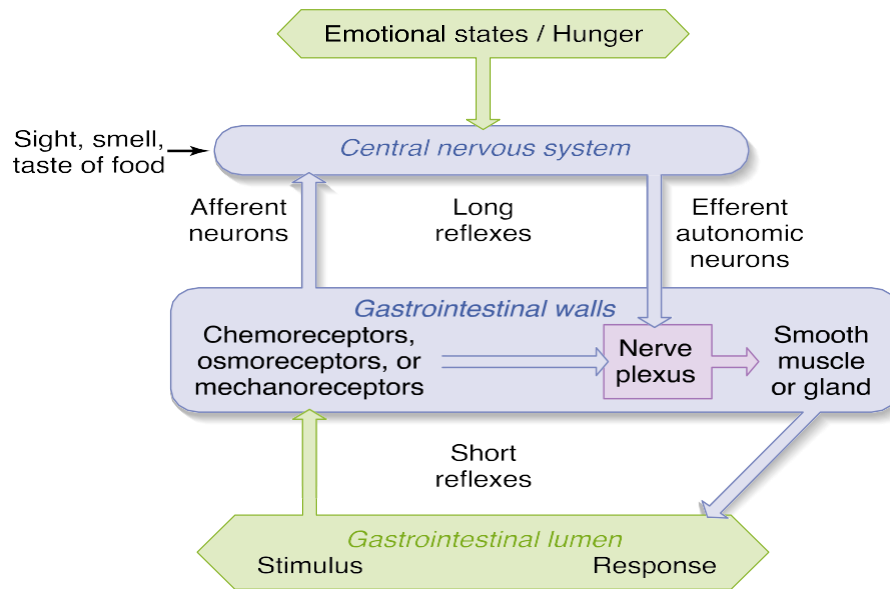 Emotional states / Hunger
Sight, smell,
taste of food
Central nervous system
Afferent
neurons
Long
reflexes
Efferent
autonomic
neurons
Gastrointestinal walls
Chemoreceptors,
osmoreceptors, or
mechanoreceptors
Nerve
plexus
Smooth
muscle
or gland
Short
reflexes
Gastrointestinal lumen
Stimulus
Response